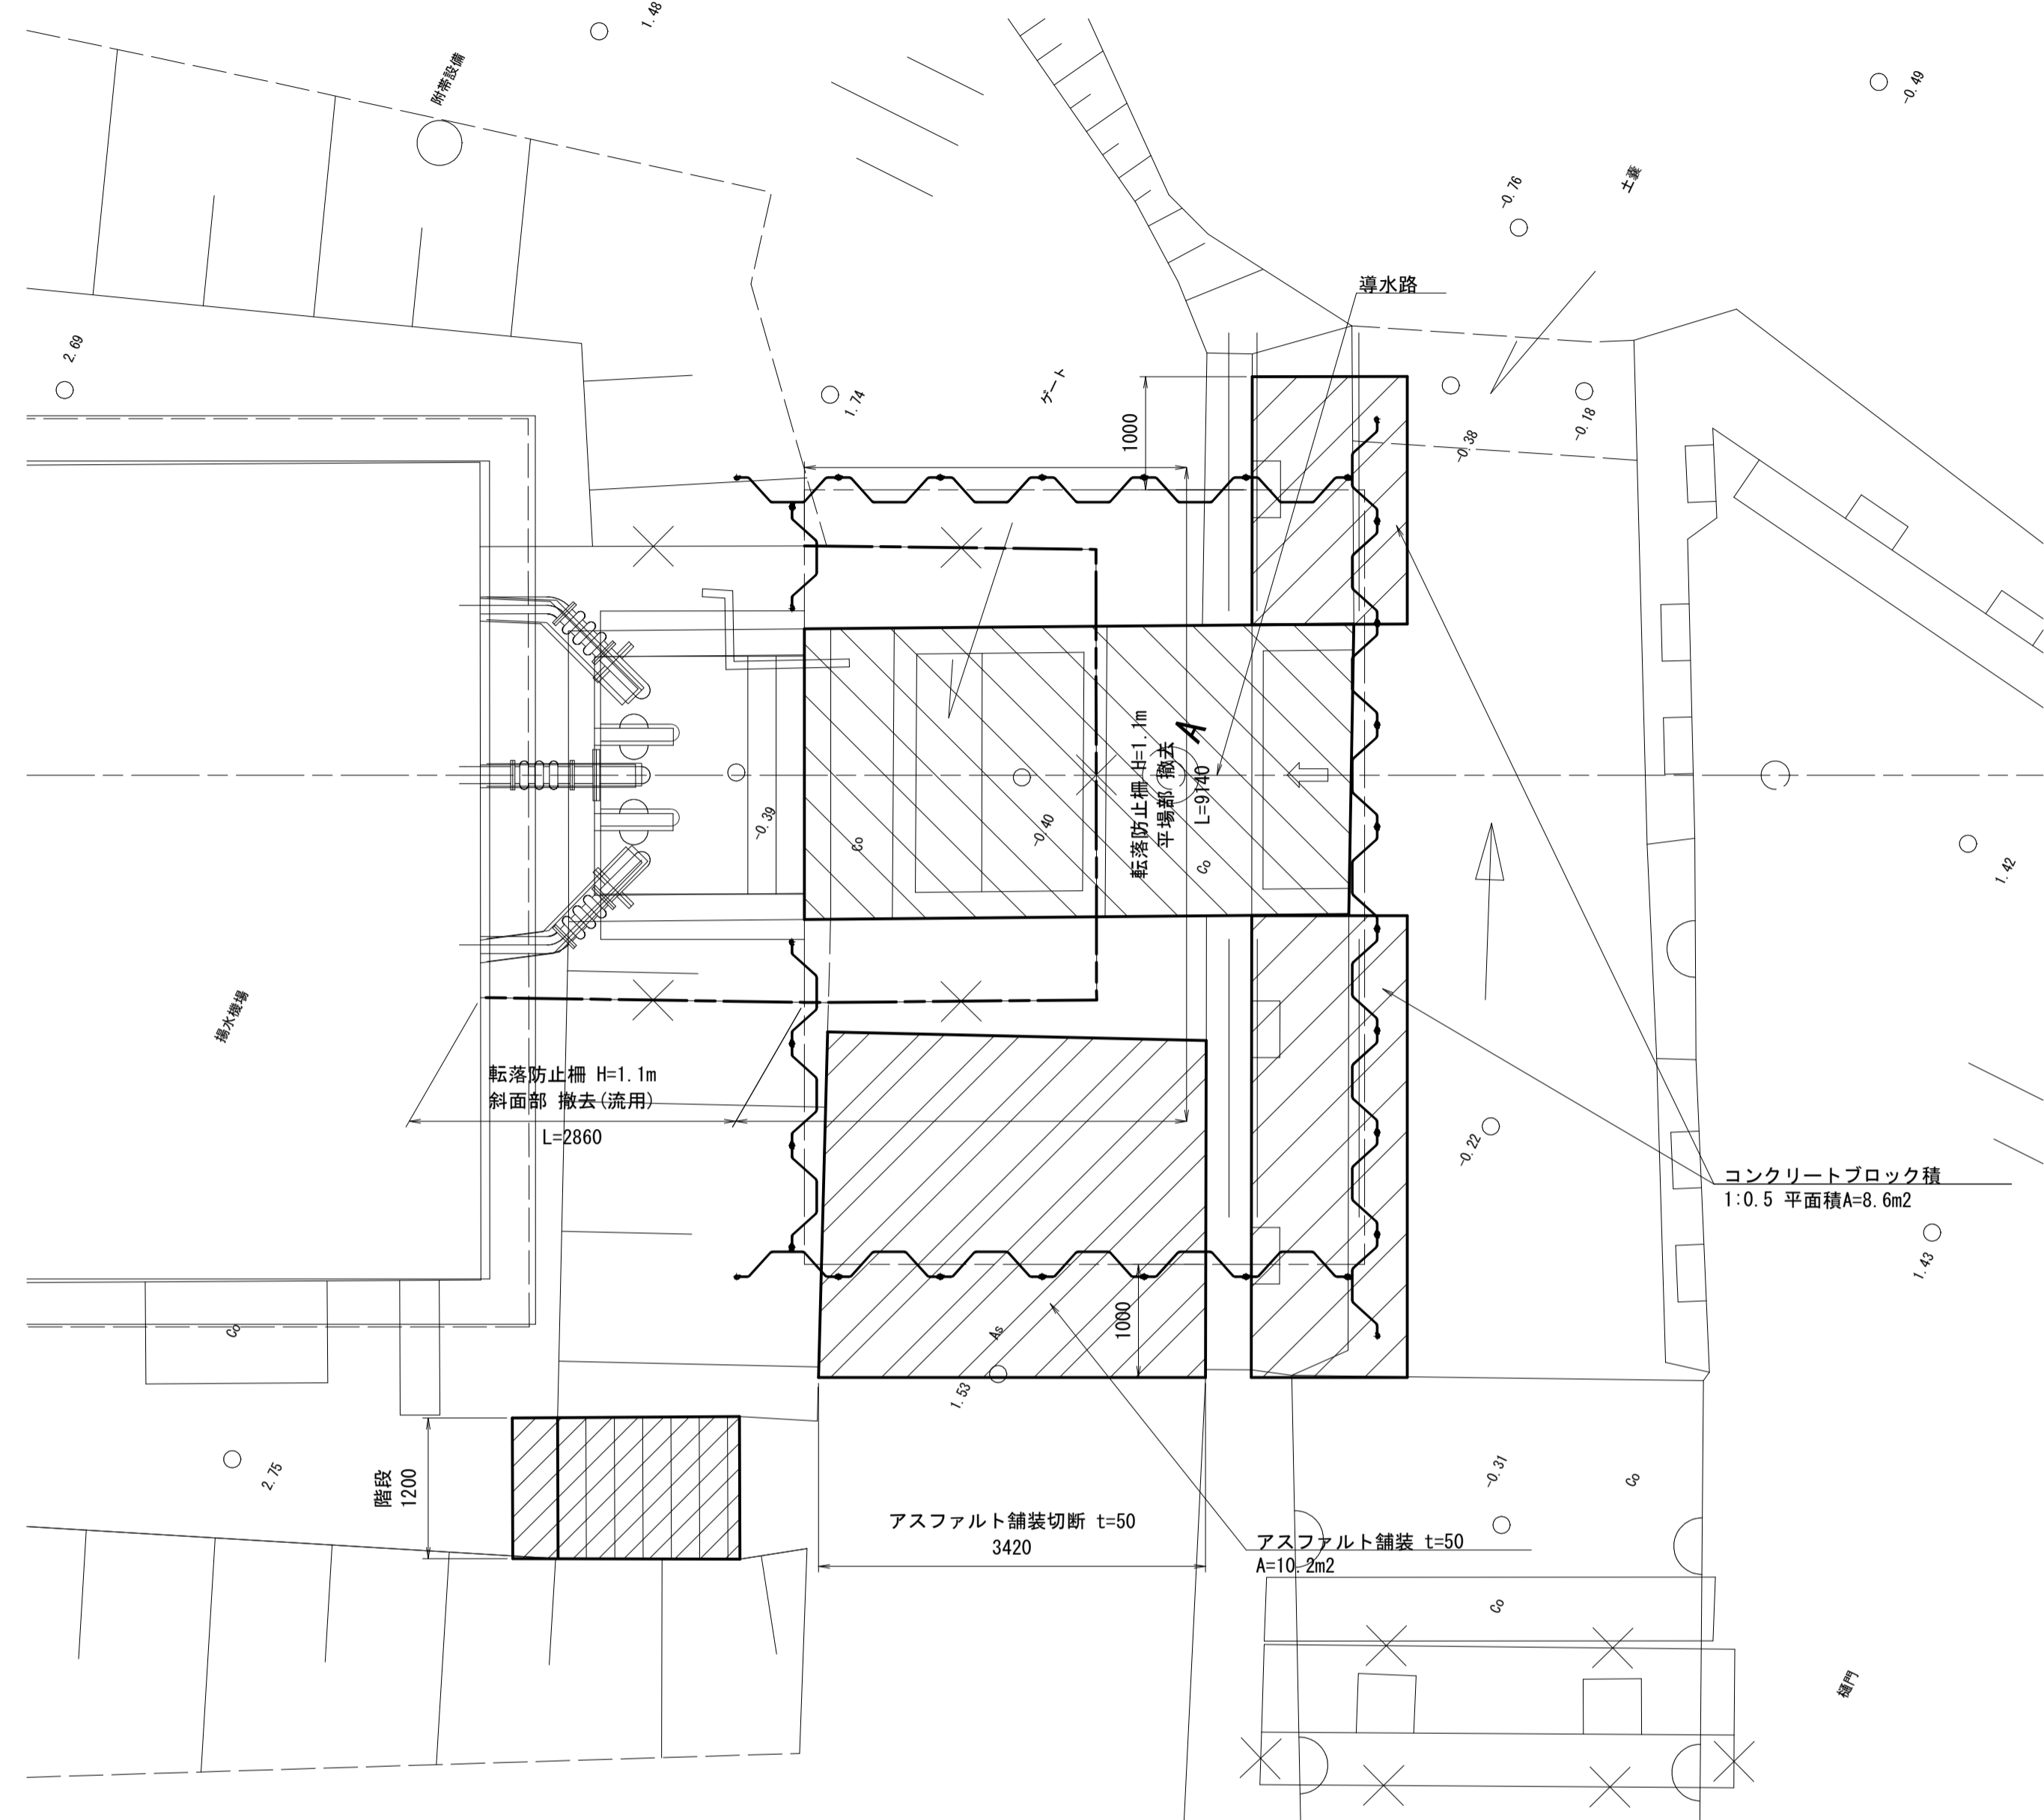 1.48
附帯設備
-0.49
-0.76
土嚢
導水路
2.69
1.74
ゲート
1000
-0.38
-0.18
転落防止柵 H=1.1m
平場部 撤去
L=9140
A
-0.39
Co
-0.40
Co
1.42
揚水機場
転落防止柵 H=1.1m
斜面部 撤去(流用)
L=2860
-0.22
コンクリートブロック積
1:0.5 平面積A=8.6m2
1.43
Co
As
1000
1.53
2.75
階段
1200
アスファルト舗装切断 t=50
3420
アスファルト舗装 t=50
A=10.2m2
-0.31
Co
Co
樋門